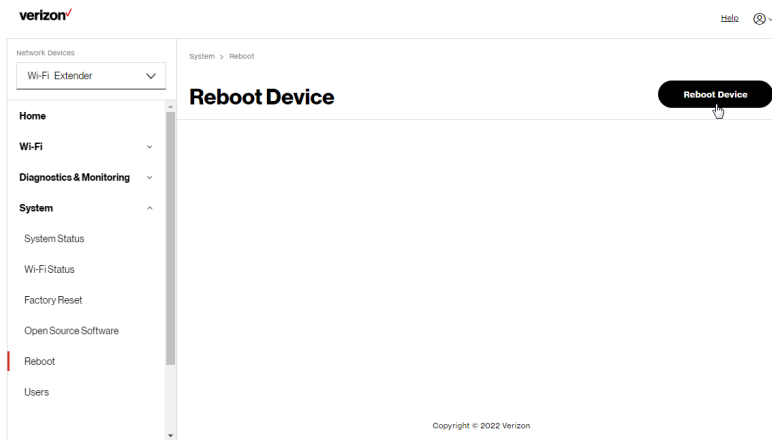 verizon✓
Help
Network Devices
Wi-Fi Extender
System > Reboot
Reboot Device
Reboot Device
Home
Wi-Fi
Diagnostics & Monitoring
System
System Status
Wi-Fi Status
Factory Reset
Open Source Software
Reboot
Users
Copyright © 2022 Verizon